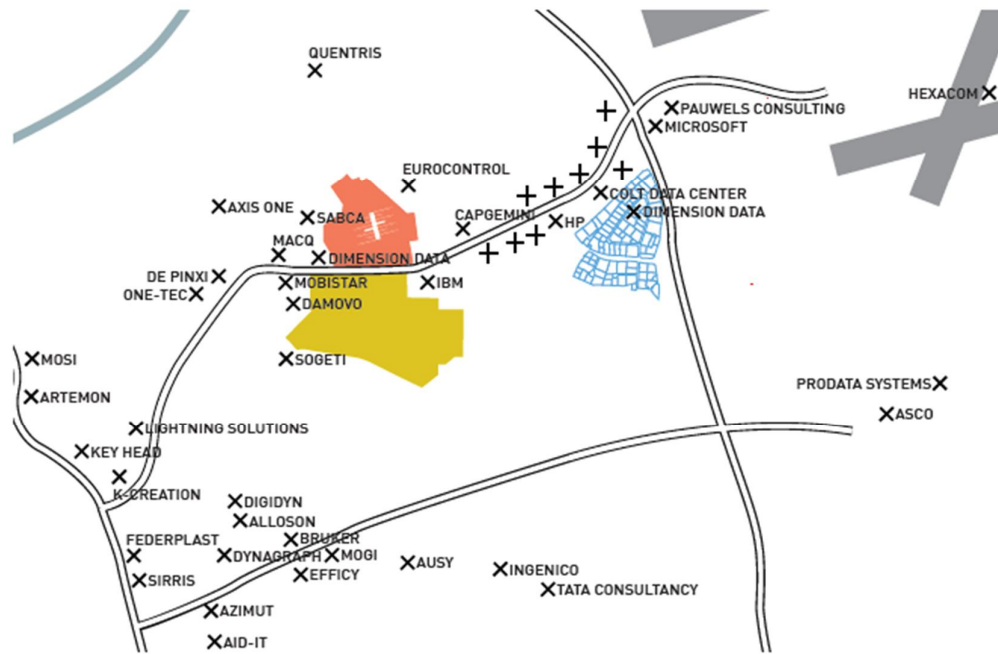 QUENTRIS
HEXACOM
PAUWELS CONSULTING
MICROSOFT
EUROCONTROL
COLT DATA CENTER
AXIS ONE
SABCA
CAPGEMINI
HP
DIMENSION DATA
MACQ
DIMENSION DATA
DE PINXI
MOBISTAR
IBM
ONE-TEC
DAMOVO
MOSI
SOGETI
PRODATA SYSTEMS
ARTEMON
ASCO
LIGHTNING SOLUTIONS
KEY HEAD
K-CREATION
DIGIDYN
ALLOSON
FEDERPLAST
BRUKER
DYNAGRAPH
MOGI
AUSY
INGENICO
SIRRIS
EFFICY
TATA CONSULTANCY
AZIMUT
AID-IT